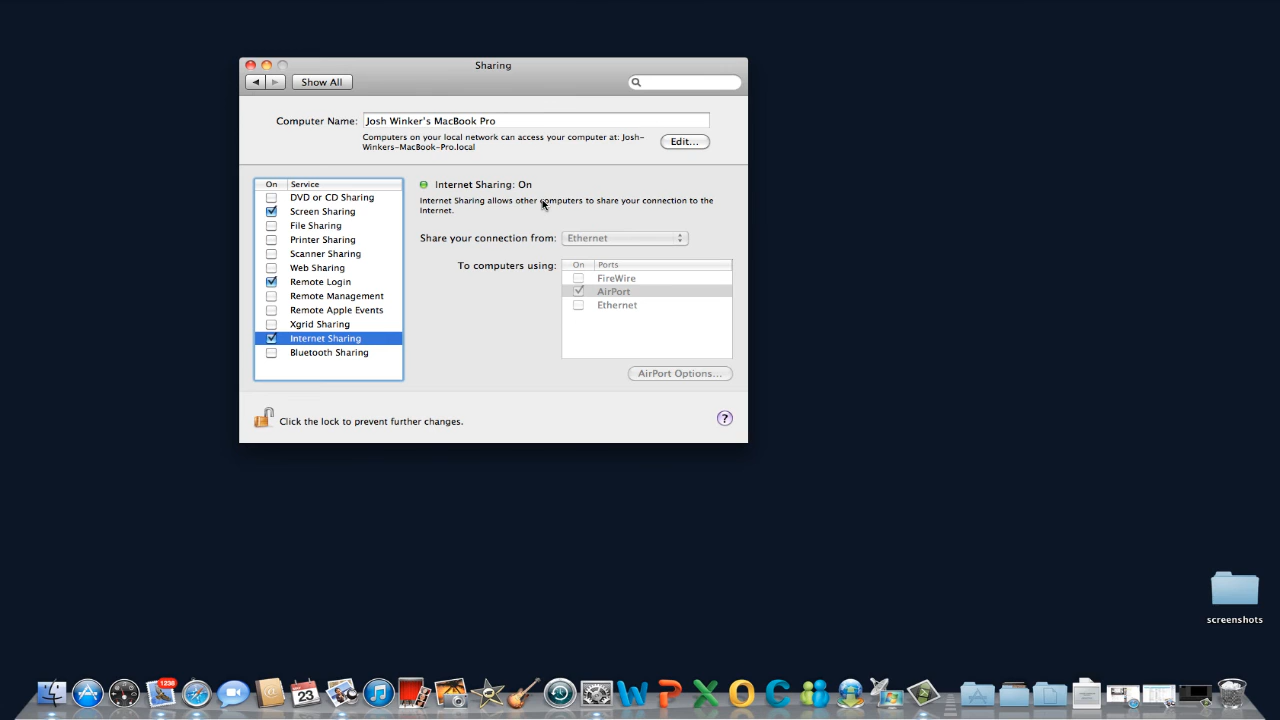 Sharing
Show All
Computer Name: Josh Winker's MacBook Pro
Computers on your local network can access your computer at: Josh-
Winkers-MacBook-Pro.local
Edit...
On Service
DVD or CD Sharing
Screen Sharing
File Sharing
Printer Sharing
Scanner Sharing
Web Sharing
Remote Login
Remote Management
Remote Apple Events
Xgrid Sharing
Internet Sharing
Bluetooth Sharing
Internet Sharing: On
Internet Sharing allows other computers to share your connection to the
Internet.
Share your connection from: Ethernet
To computers using:
On Ports
FireWire
AirPort
Ethernet
AirPort Options...
Click the lock to prevent further changes.
?
screenshots
1236
23
W P X O C